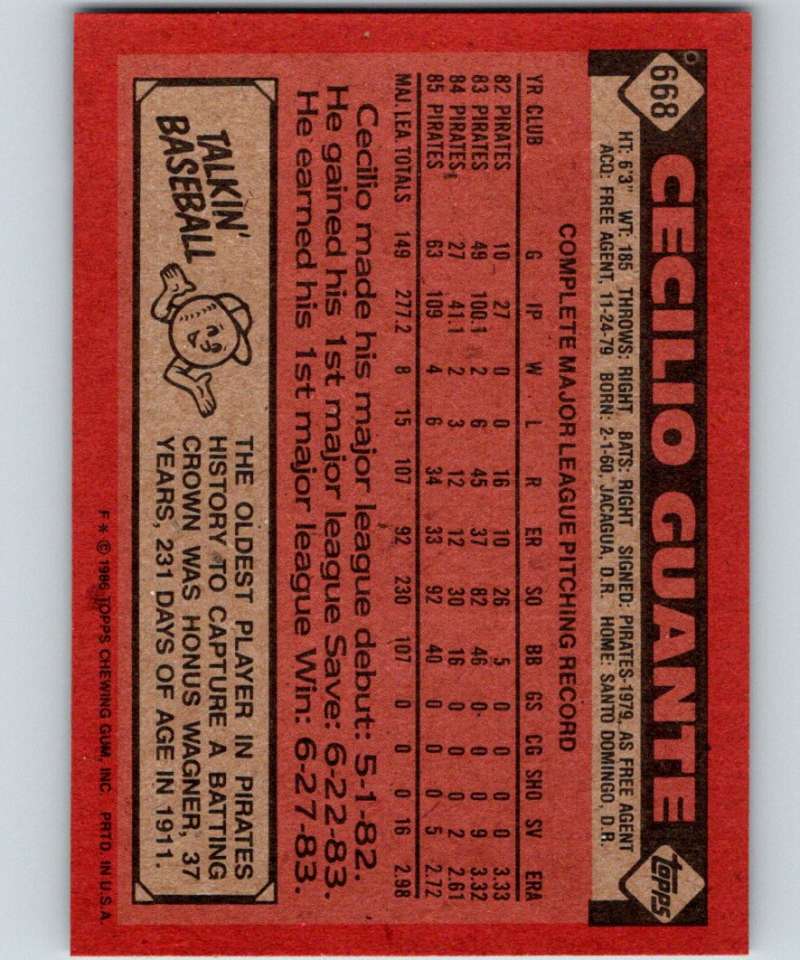 668
CECILIO GUANTE
topps
HT: 6'3" WT: 185 THROWS: RIGHT BATS: RIGHT SIGNED: PIRATES-1979, AS FREE AGENT
ACQ: FREE AGENT, 11-24-79 BORN: 2-1-60, JACAGUA, D.R. HOME: SANTO DOMINGO, D.R.
COMPLETE MAJOR LEAGUE PITCHING RECORD
YR CLUB G IP W L R ER SO BB GS CG SHO SV ERA
82 PIRATES 10 27 0 0 16 10 26 5 0 0 0 0 3.33
83 PIRATES 49 100.1 2 6 45 37 82 46 0 0 0 9 3.32
84 PIRATES 27 41.1 2 3 12 12 30 16 0 0 0 2 2.61
85 PIRATES 63 109 4 6 34 33 92 40 0 0 0 5 2.72
MAJ. LEA. TOTALS 149 277.2 8 15 107 92 230 107 0 0 0 16 2.98
Cecilio made his major league debut: 5-1-82.
He gained his 1st major league Save: 6-22-83.
He earned his 1st major league Win: 6-27-83.
TALKIN'
BASEBALL
THE OLDEST PLAYER IN PIRATES
HISTORY TO CAPTURE A BATTING
CROWN WAS HONUS WAGNER, 37
YEARS, 231 DAYS OF AGE IN 1911.
F * © 1986 TOPPS CHEWING GUM, INC. PRTD. IN U.S.A.